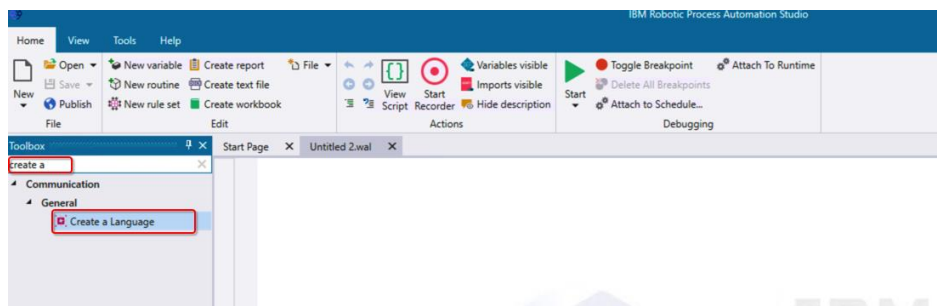 IBM Robotic Process Automation Studio
Home View Tools Help
New
Open
Save
Publish
File
New variable
New routine
New rule set
Create report
Create text file
Create workbook
File
Edit
View Script
Start Recorder
Variables visible
Imports visible
Hide description
Actions
Start
Toggle Breakpoint
Delete All Breakpoints
Attach to Schedule...
Attach To Runtime
Debugging
Toolbox
Start Page
Untitled 2.wal
create a
Communication
General
Create a Language
IBM